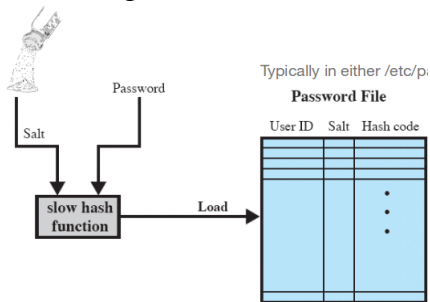 Typically in either /etc/pa
Password File
Password
User ID Salt Hash code
Salt
slow hash
function
Load